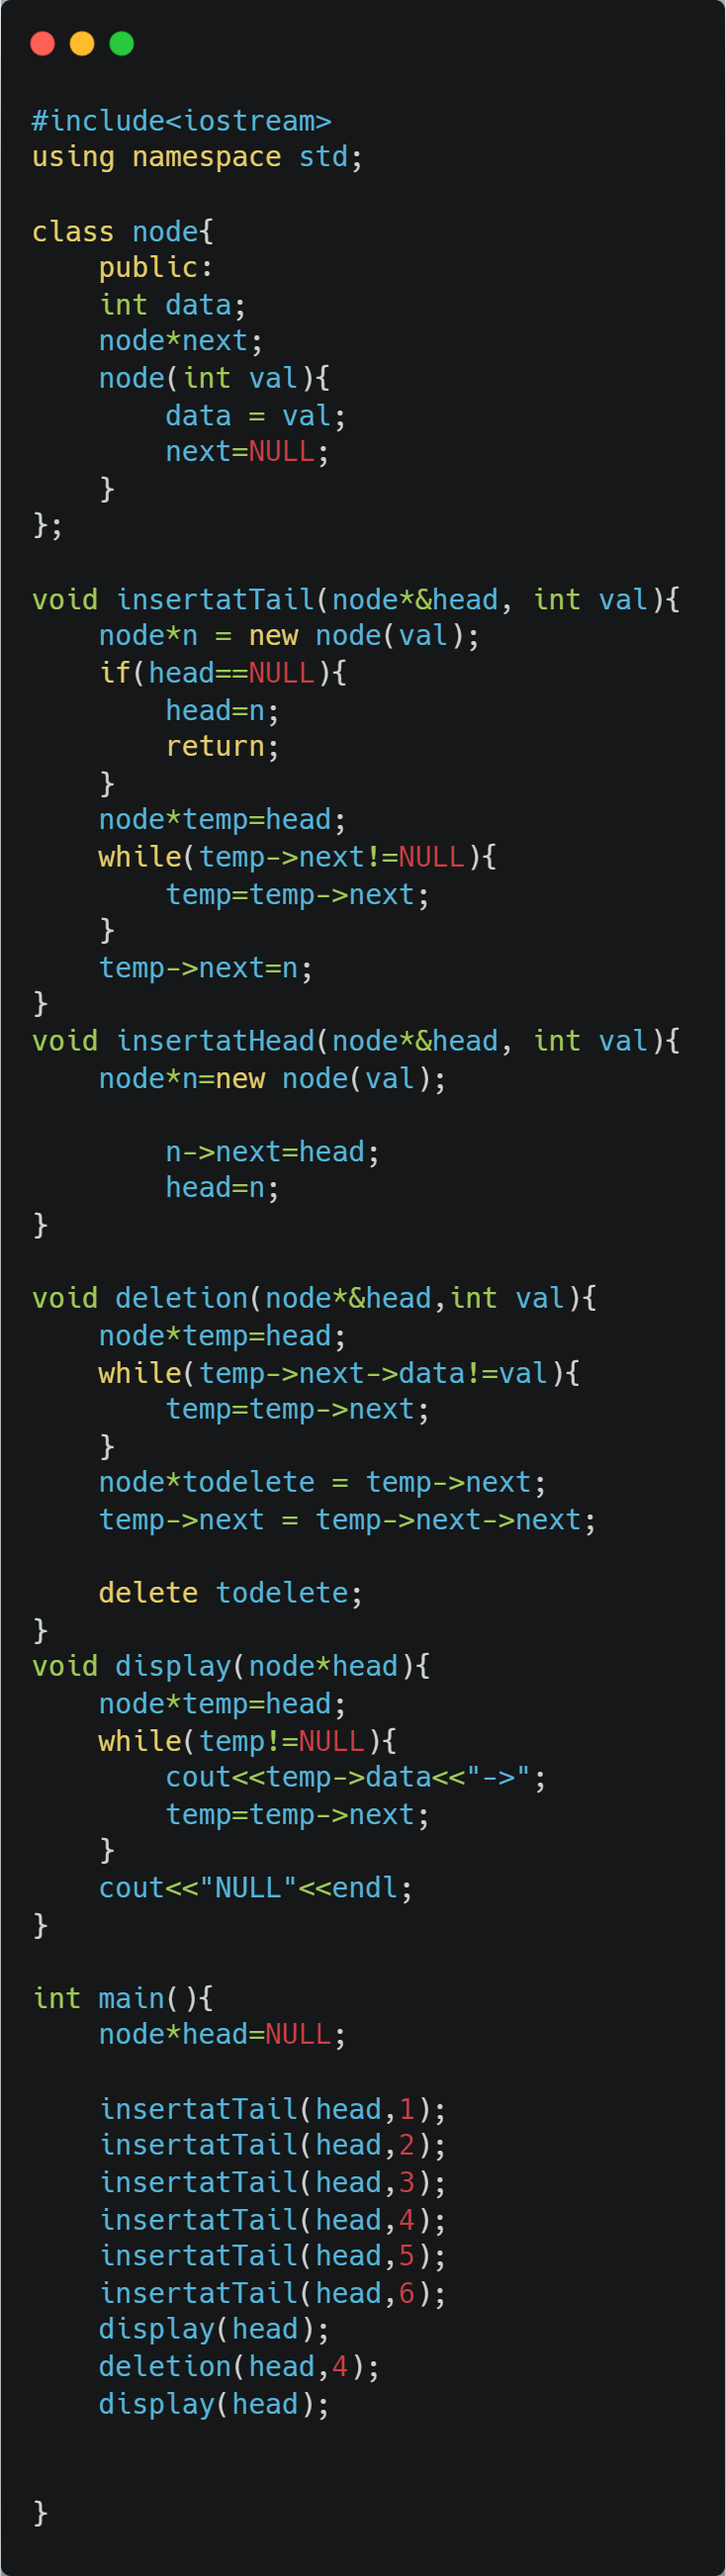 #include<iostream>
using namespace std;

class node{
    public:
    int data;
    node*next;
    node(int val){
        data = val;
        next=NULL;
    }
};

void insertatTail(node*&head, int val){
    node*n = new node(val);
    if(head==NULL){
        head=n;
        return;
    }
    node*temp=head;
    while(temp->next!=NULL){
        temp=temp->next;
    }
    temp->next=n;
}
void insertatHead(node*&head, int val){
    node*n=new node(val);

        n->next=head;
        head=n;
}

void deletion(node*&head,int val){
    node*temp=head;
    while(temp->next->data!=val){
        temp=temp->next;
    }
    node*todelete = temp->next;
    temp->next = temp->next->next;

    delete todelete;
}
void display(node*head){
    node*temp=head;
    while(temp!=NULL){
        cout<<temp->data<<"->";
        temp=temp->next;
    }
    cout<<"NULL"<<endl;
}

int main(){
    node*head=NULL;

    insertatTail(head,1);
    insertatTail(head,2);
    insertatTail(head,3);
    insertatTail(head,4);
    insertatTail(head,5);
    insertatTail(head,6);
    display(head);
    deletion(head,4);
    display(head);


}